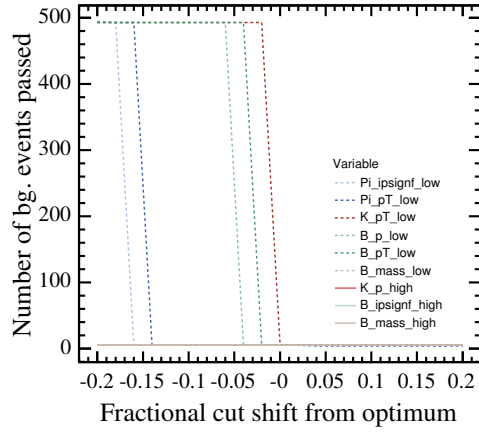 Number of bg. events passed
500
400
300
200
100
0
Variable
Pi_ipsignf_low
Pi_pT_low
K_pT_low
B_p_low
B_pT_low
B_mass_low
K_p_high
B_ipsignf_high
B_mass_high
-0.2 -0.15 -0.1 -0.05 -0 0.05 0.1 0.15 0.2
Fractional cut shift from optimum